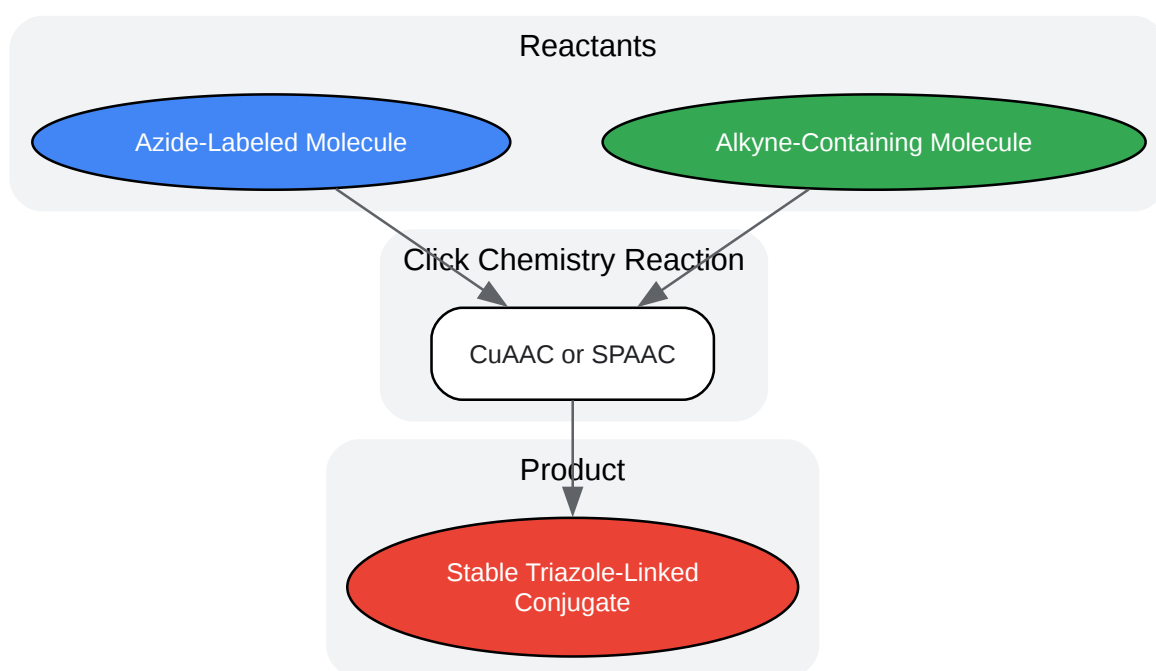 Reactants
Azide-Labeled Molecule
Alkyne-Containing Molecule
Click Chemistry Reaction
CuAAC or SPAAC
Product
Stable Triazole-Linked
Conjugate